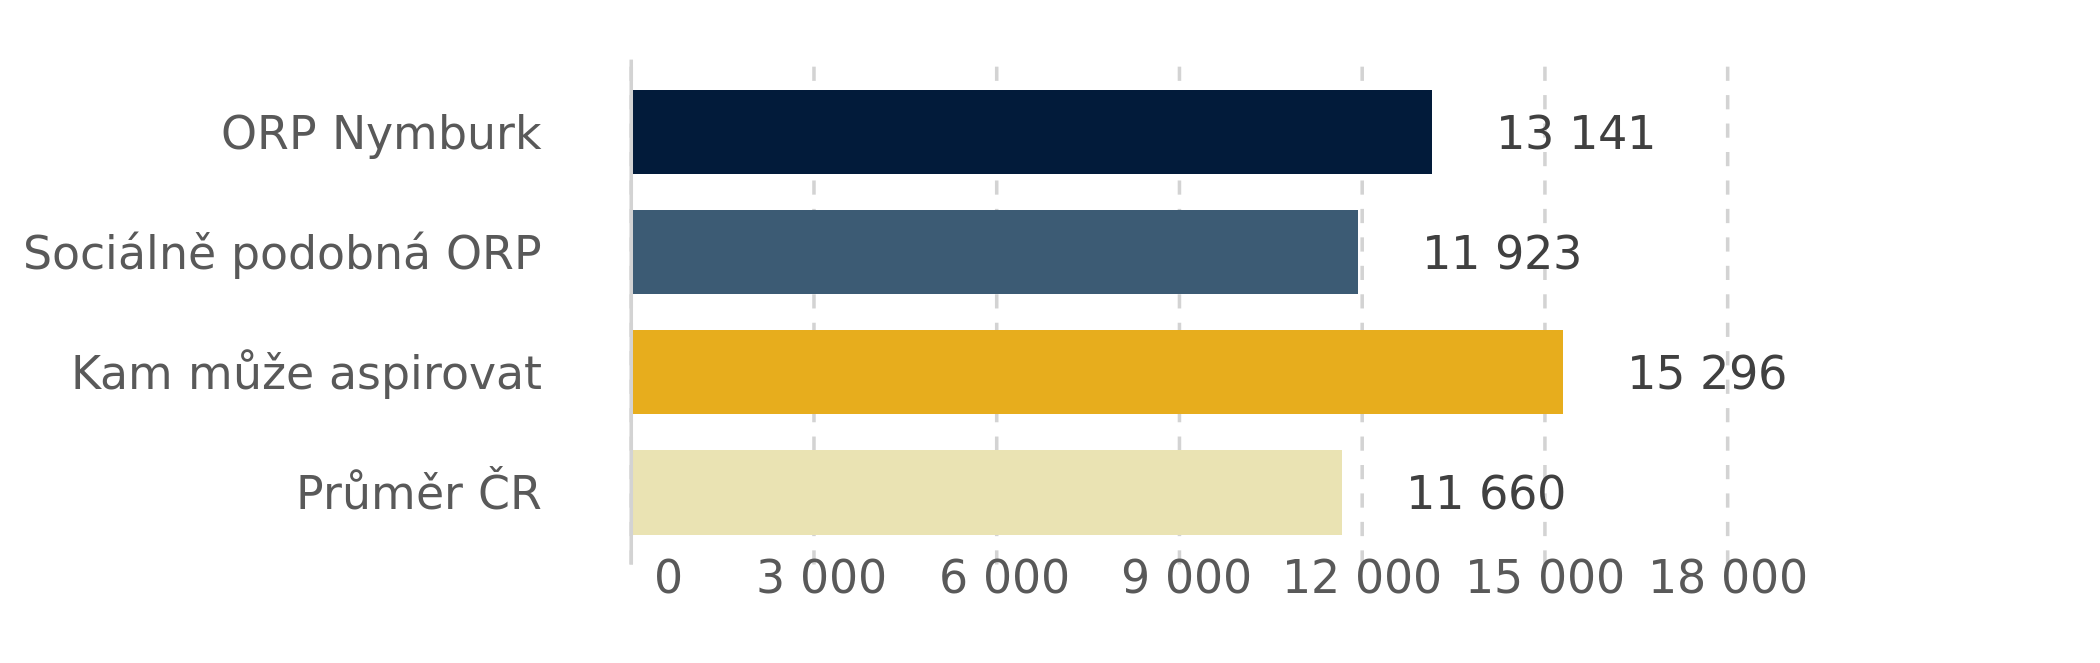 ORP Nymburk 13 141
Sociálně podobná ORP 11 923
Kam může aspirovat 15 296
Průměr ČR 11 660
0 3 000 6 000 9 000 12 000 15 000 18 000